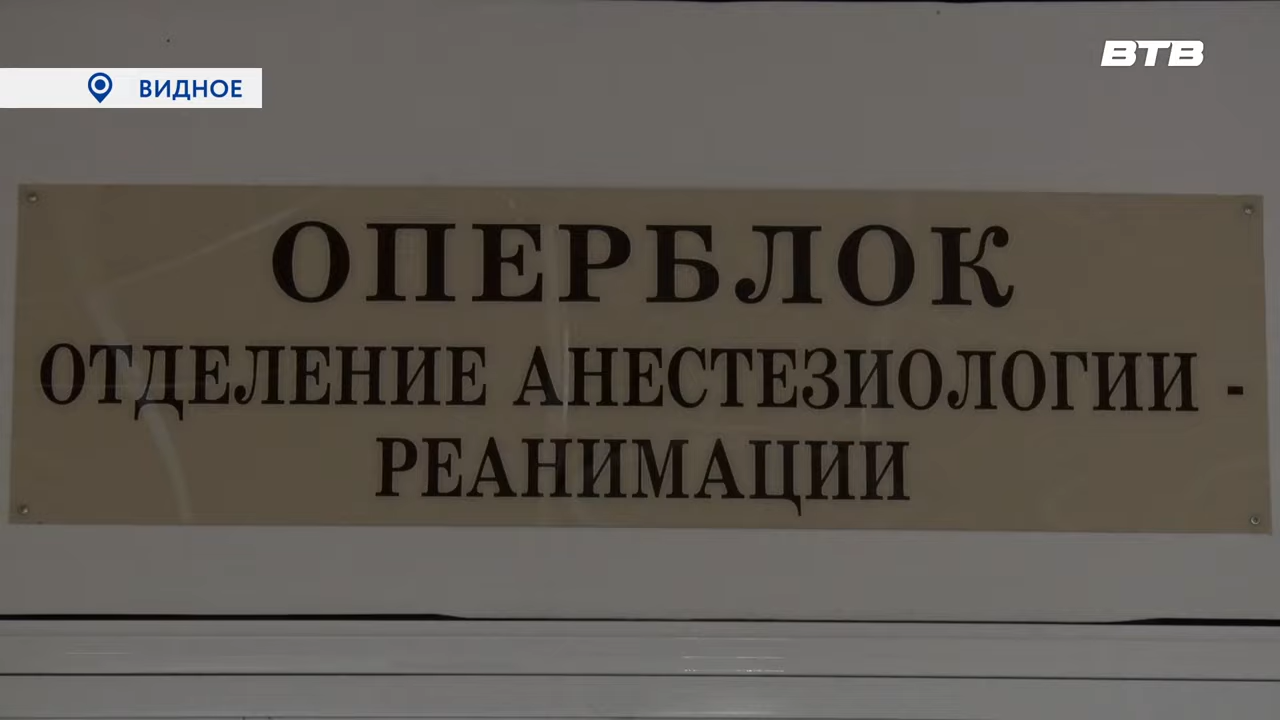 ВТВ
ВИДНОЕ
ОПЕРБЛОК
ОТДЕЛЕНИЕ АНЕСТЕЗИОЛОГИИ -
РЕАНИМАЦИИ